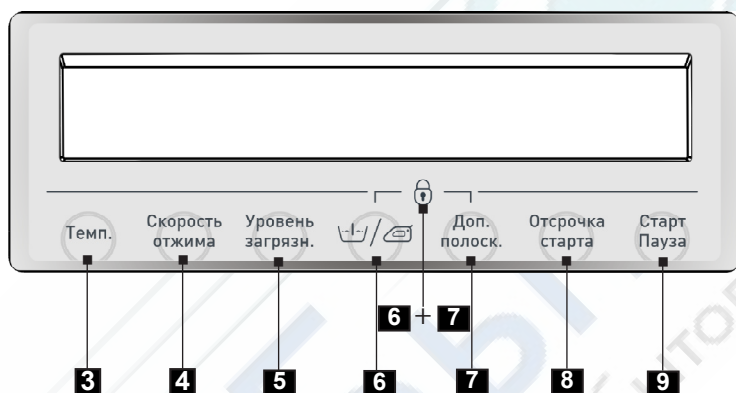 Темп.
Скорость
отжима
Уровень
загрязн.
/
Доп.
полоск.
Отсрочка
старта
Старт
Пауза
6 + 7
3 4 5 6 7 8 9